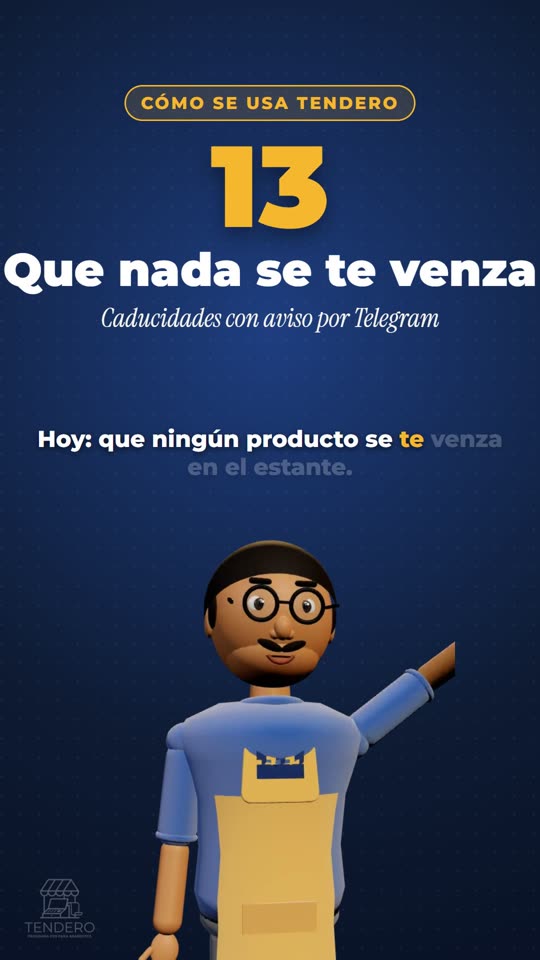 CÓMO SE USA TENDERO
13
Que nada se te venza
Caducidades con aviso por Telegram
Hoy: que ningún producto se te venza
en el estante.
TENDERO